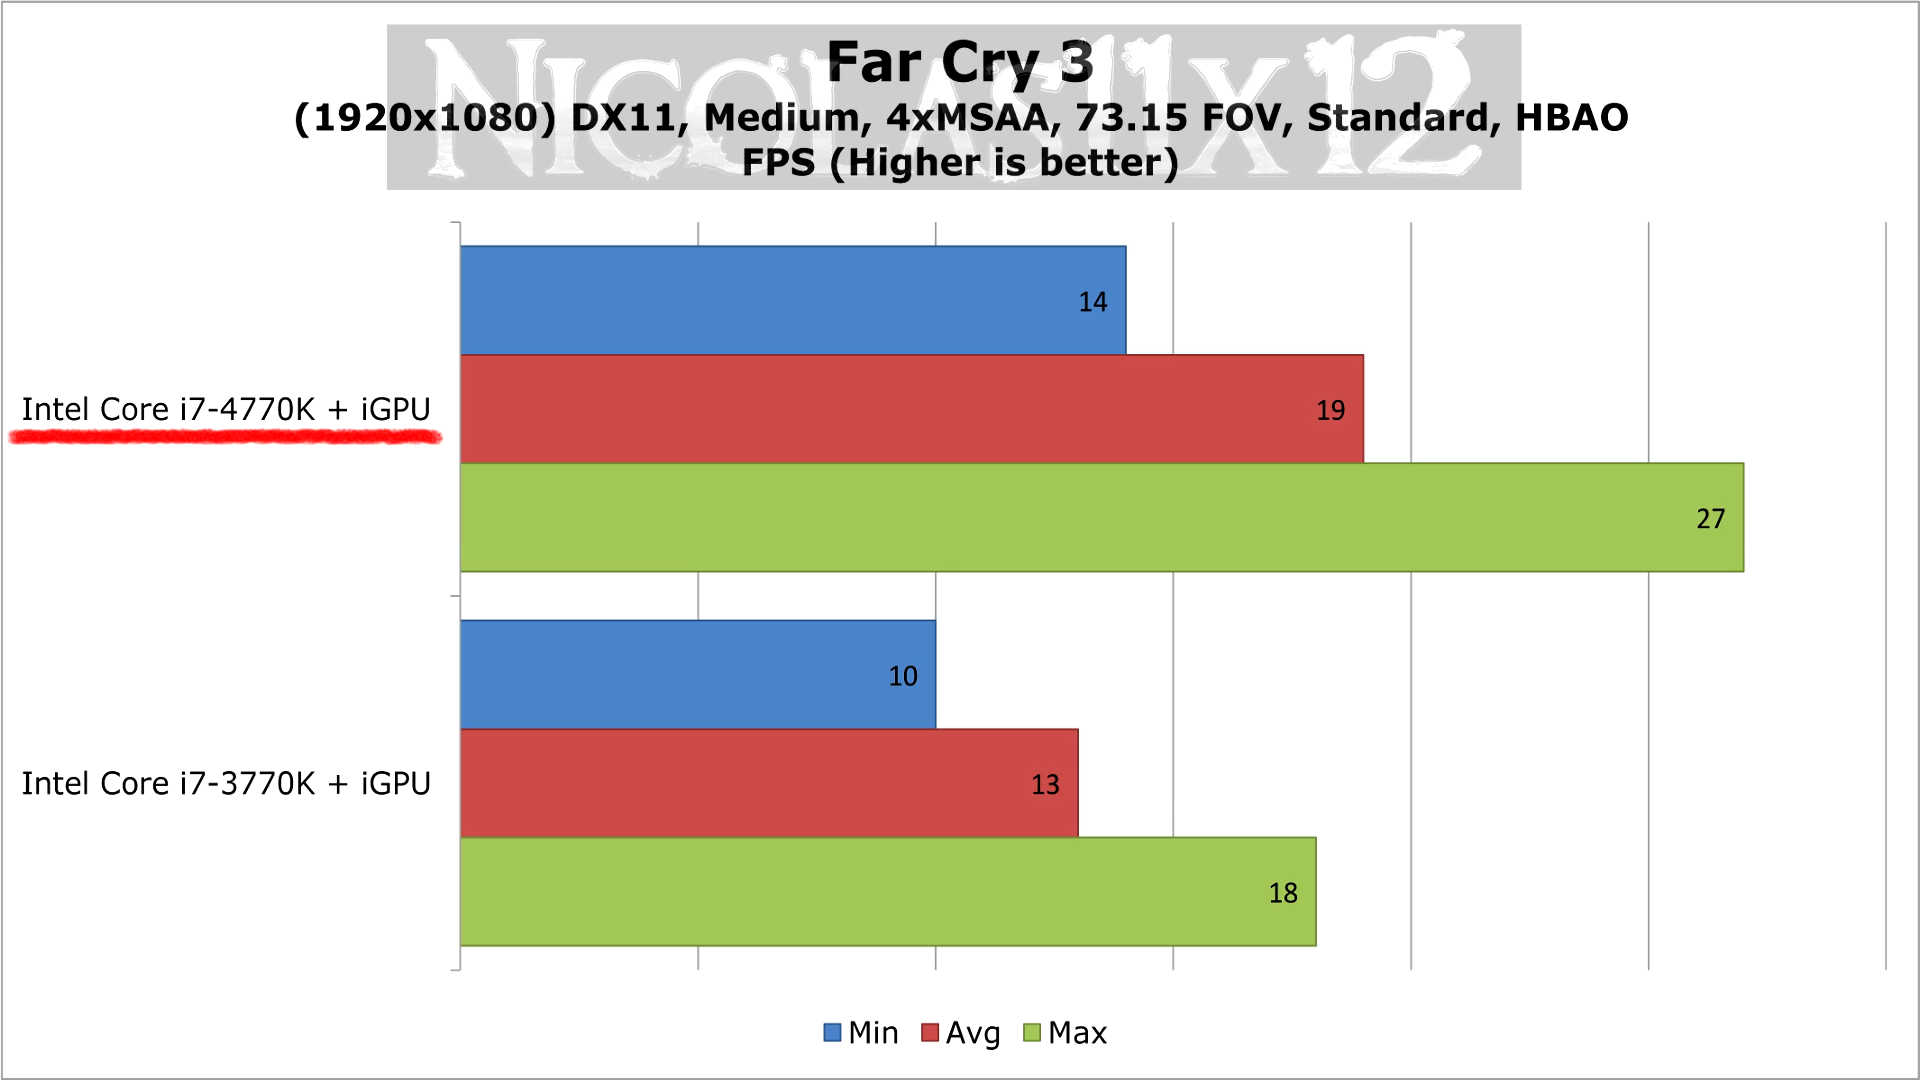 Nicolas11x12
Far Cry 3
(1920x1080) DX11, Medium, 4xMSAA, 73.15 FOV, Standard, HBAO
FPS (Higher is better)
14
Intel Core i7-4770K + iGPU
19
27
10
Intel Core i7-3770K + iGPU
13
18
Min Avg Max